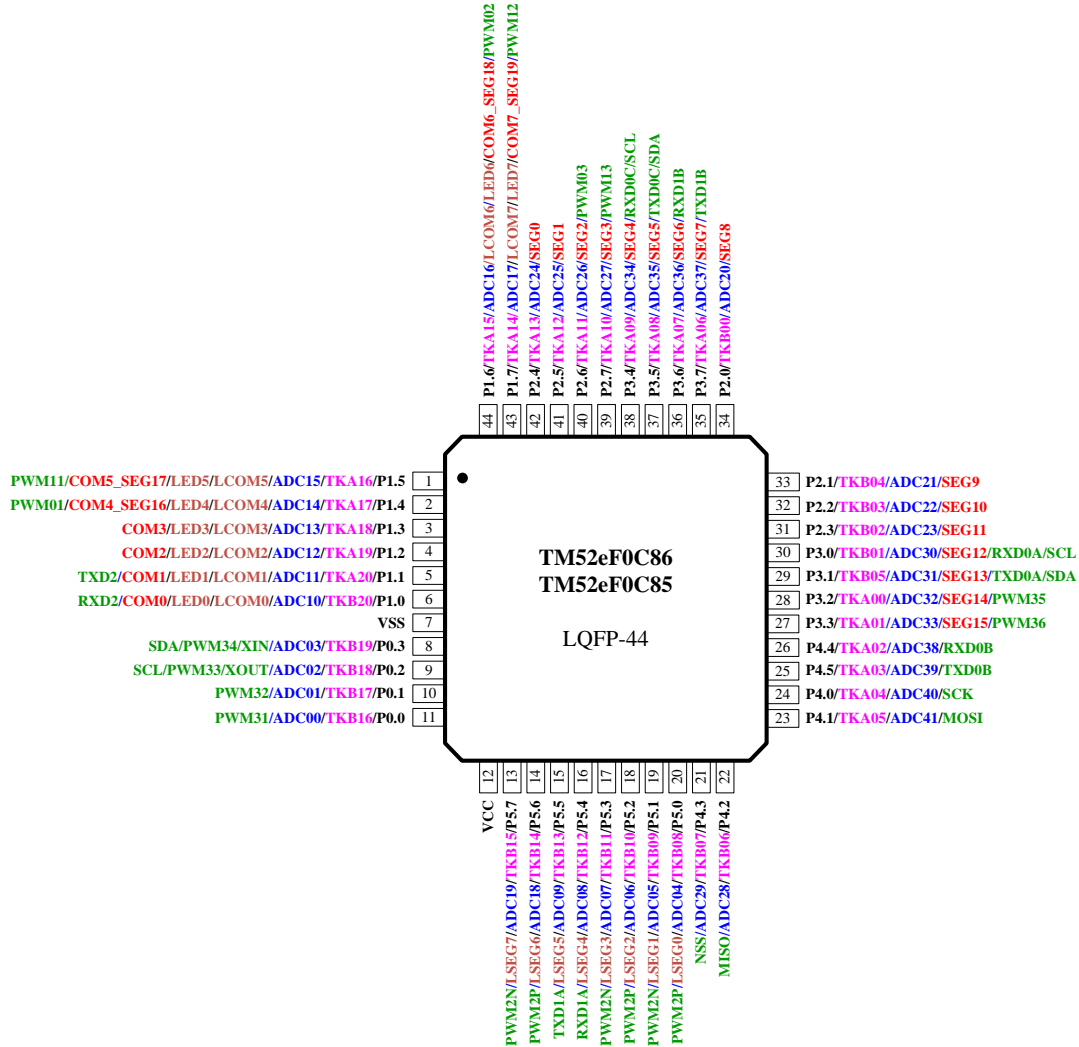 P1.6/TKA15/ADC16/LCOM6/LED6/COM6_SEG18/PWM02
P1.7/TKA14/ADC17/LCOM7/LED7/COM7_SEG19/PWM12
P2.4/TKA13/ADC24/SEG0
P2.5/TKA12/ADC25/SEG1
P2.6/TKA11/ADC26/SEG2/PWM03
P2.7/TKA10/ADC27/SEG3/PWM13
P3.4/TKA09/ADC34/SEG4/RXD0C/SCL
P3.5/TKA08/ADC35/SEG5/TXD0C/SDA
P3.6/TKA07/ADC36/SEG6/RXD1B
P3.7/TKA06/ADC37/SEG7/TXD1B
P2.0/TKB00/ADC20/SEG8
44 43 42 41 40 39 38 37 36 35 34
PWM11/COM5_SEG17/LED5/LCOM5/ADC15/TKA16/P1.5 1
PWM01/COM4_SEG16/LED4/LCOM4/ADC14/TKA17/P1.4 2
COM3/LED3/LCOM3/ADC13/TKA18/P1.3 3
COM2/LED2/LCOM2/ADC12/TKA19/P1.2 4
TXD2/COM1/LED1/LCOM1/ADC11/TKA20/P1.1 5
RXD2/COM0/LED0/LCOM0/ADC10/TKB20/P1.0 6
VSS 7
SDA/PWM34/XIN/ADC03/TKB19/P0.3 8
SCL/PWM33/XOUT/ADC02/TKB18/P0.2 9
PWM32/ADC01/TKB17/P0.1 10
PWM31/ADC00/TKB16/P0.0 11
TM52eF0C86
TM52eF0C85
LQFP-44
33 P2.1/TKB04/ADC21/SEG9
32 P2.2/TKB03/ADC22/SEG10
31 P2.3/TKB02/ADC23/SEG11
30 P3.0/TKB01/ADC30/SEG12/RXD0A/SCL
29 P3.1/TKB05/ADC31/SEG13/TXD0A/SDA
28 P3.2/TKA00/ADC32/SEG14/PWM35
27 P3.3/TKA01/ADC33/SEG15/PWM36
26 P4.4/TKA02/ADC38/RXD0B
25 P4.5/TKA03/ADC39/TXD0B
24 P4.0/TKA04/ADC40/SCK
23 P4.1/TKA05/ADC41/MOSI
12 13 14 15 16 17 18 19 20 21 22
VCC
PWM2N/LSEG7/ADC19/TKB15/P5.7
PWM2P/LSEG6/ADC18/TKB14/P5.6
TXD1A/LSEG5/ADC09/TKB13/P5.5
RXD1A/LSEG4/ADC08/TKB12/P5.4
PWM2N/LSEG3/ADC07/TKB11/P5.3
PWM2P/LSEG2/ADC06/TKB10/P5.2
PWM2N/LSEG1/ADC05/TKB09/P5.1
PWM2P/LSEG0/ADC04/TKB08/P5.0
NSS/ADC29/TKB07/P4.3
MISO/ADC28/TKB06/P4.2